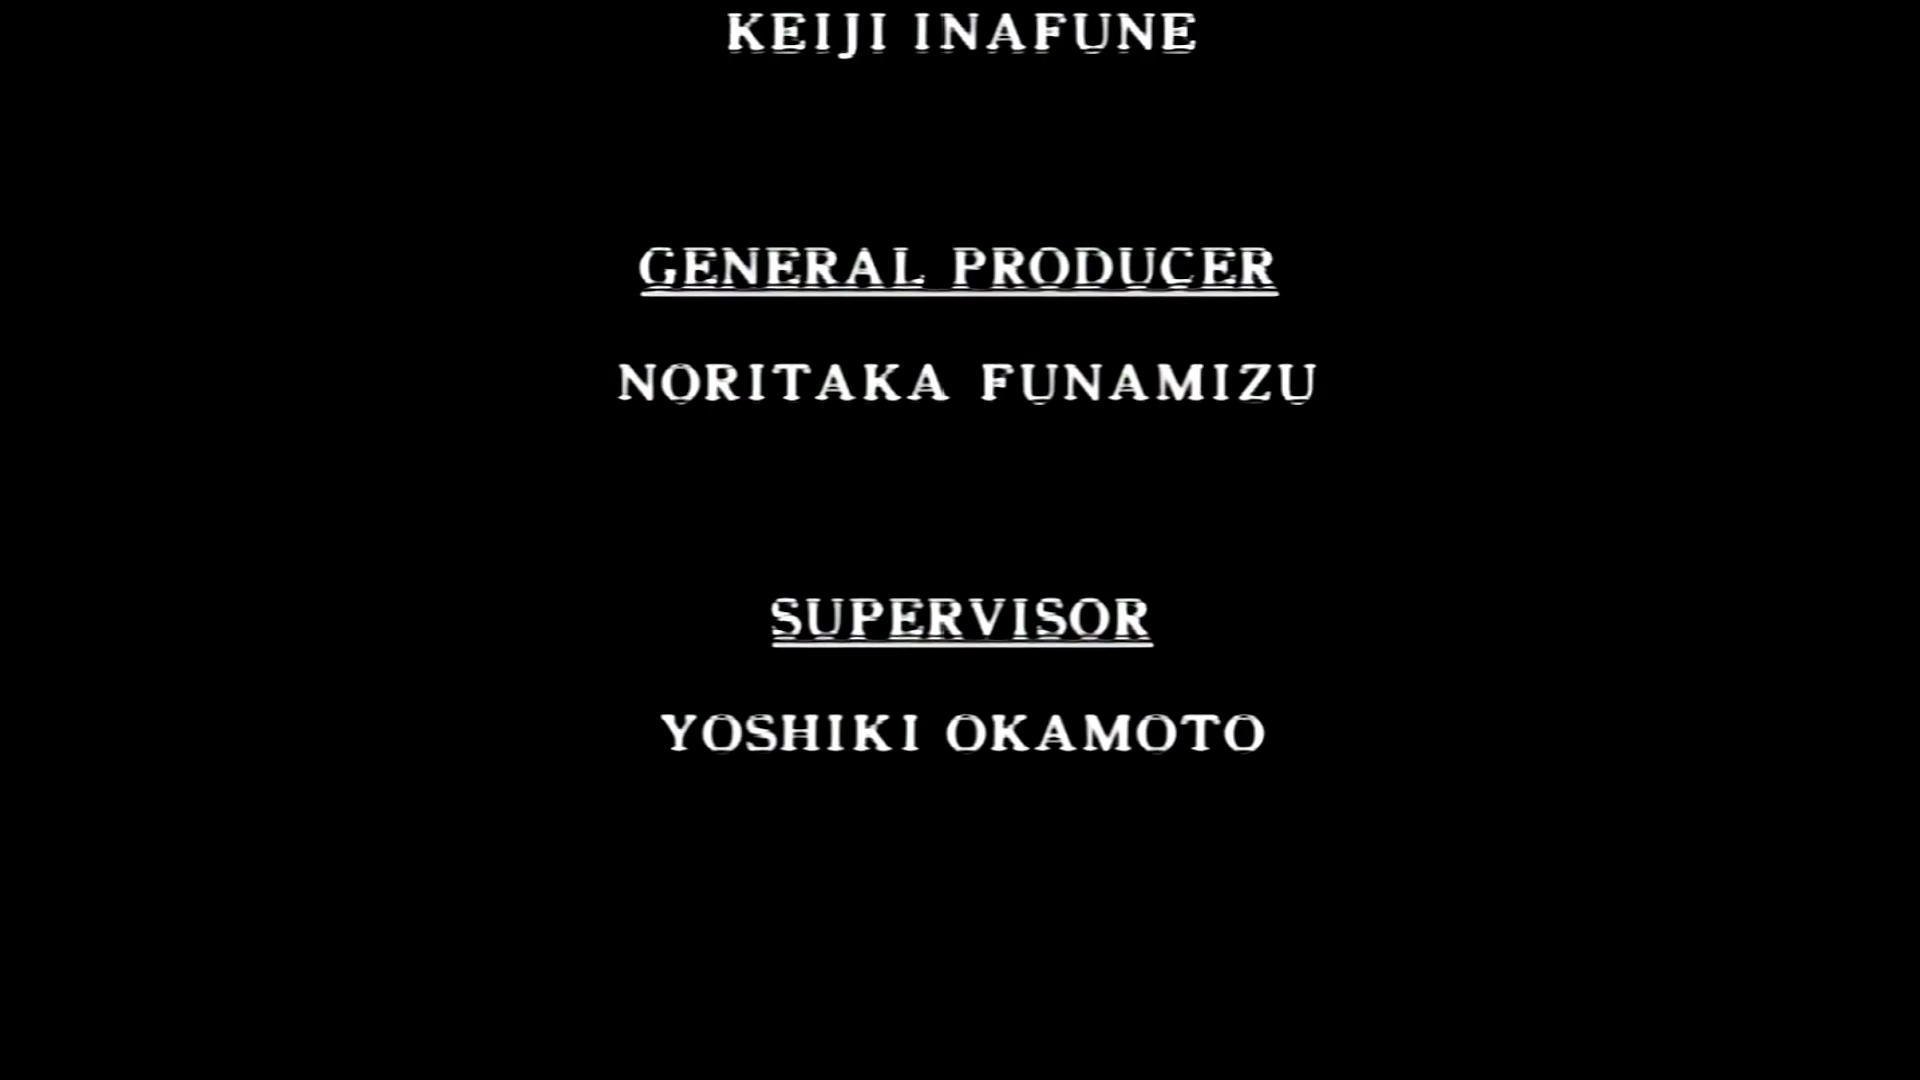 KEIJI INAFUNE
GENERAL PRODUCER
NORITAKA FUNAMIZU
SUPERVISOR
YOSHIKI OKAMOTO